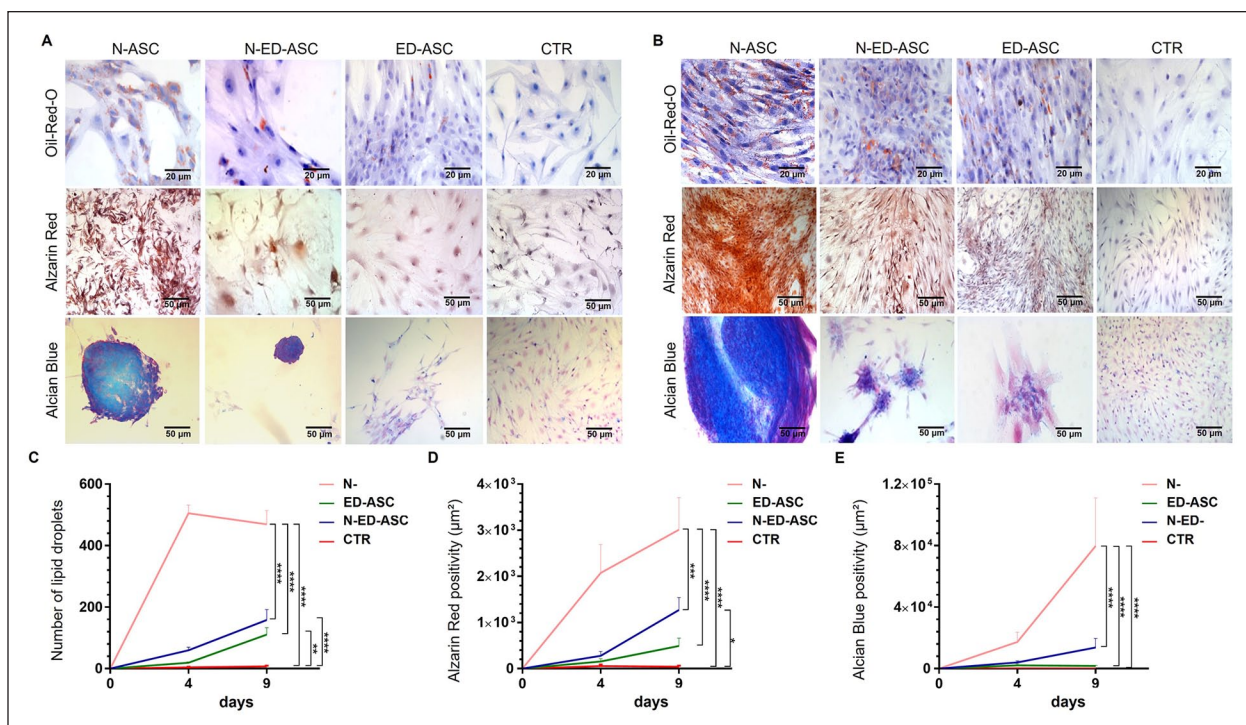 A
N-ASC N-ED-ASC ED-ASC CTR
Oil-Red-O
20 µm 20 µm 20 µm 20 µm
Alzarin Red
50 µm 50 µm 50 µm 50 µm
Alcian Blue
50 µm 50 µm 50 µm 50 µm
B
N-ASC N-ED-ASC ED-ASC CTR
Oil-Red-O
20 µm 20 µm 20 µm 20 µm
Alzarin Red
50 µm 50 µm 50 µm 50 µm
Alcian Blue
50 µm 50 µm 50 µm 50 µm
C
Number of lipid droplets
600
400
200
0
0 4 9
days
N-
ED-ASC
N-ED-ASC
CTR
**** **** **** ** ****
D
Alzarin Red positivity (µm²)
4×10³
3×10³
2×10³
1×10³
0
0 4 9
days
N-
ED-ASC
N-ED-ASC
CTR
*** **** **** *
E
Alcian Blue positivity (µm²)
1.2×10⁵
8×10⁴
4×10⁴
0
0 4 9
days
N-
ED-ASC
N-ED-
CTR
**** **** ****